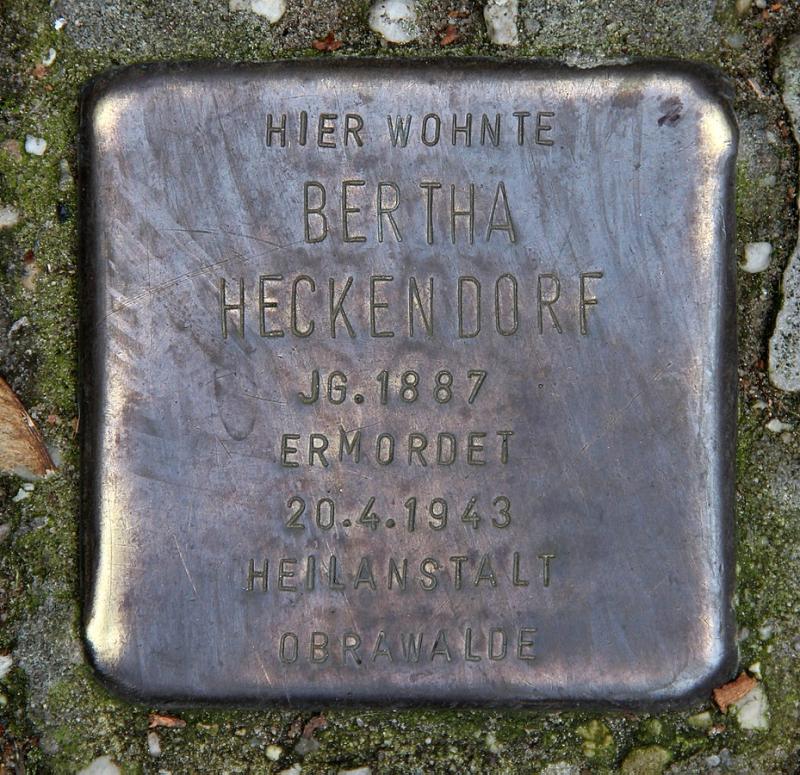 HIER WOHNTE
BERTHA
HECKENDORF
JG. 1887
ERMORDET
20.4.1943
HEILANSTALT
OBRAWALDE